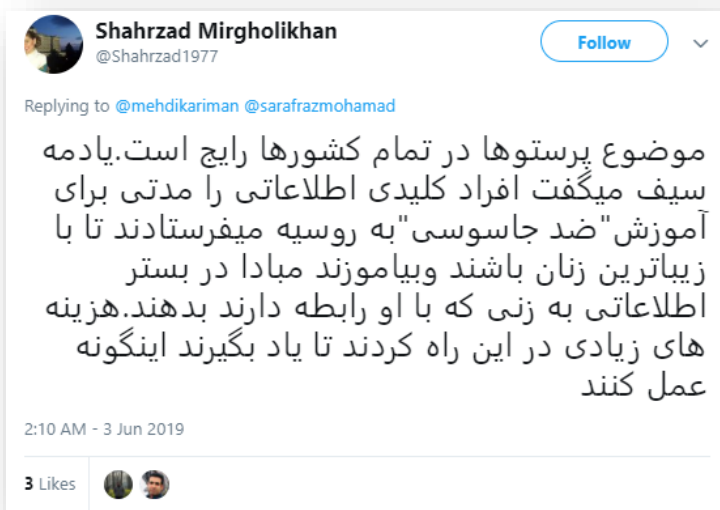 Shahrzad Mirgholikhan
@Shahrzad1977
Follow
Replying to @mehdikariman @sarafrazmohamad
موضوع پرستوها در تمام کشورها رایج است.یادمه
سیف میگفت افراد کلیدی اطلاعاتی را مدتی برای
آموزش"ضد جاسوسی"به روسیه میفرستادند تا با
زیباترین زنان باشند وبیاموزند مبادا در بستر
اطلاعاتی به زنی که با او رابطه دارند بدهند.هزینه
های زیادی در این راه کردند تا یاد بگیرند اینگونه
عمل کنند
2:10 AM - 3 Jun 2019
3 Likes